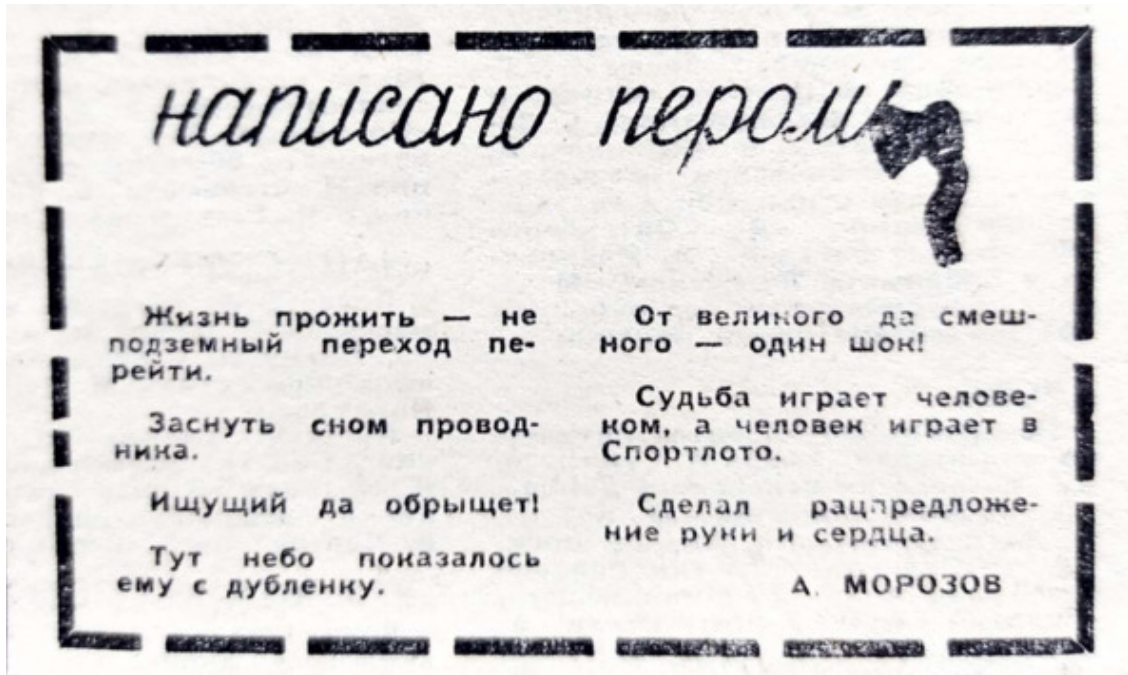 написано пером
Жизнь прожить — не
подземный переход пе-
рейти.
Заснуть сном провод-
ника.
Ищущий да обрыщет!
Тут небо показалось
ему с дубленку.
От великого да смеш-
ного — один шок!
Судьба играет челове-
ком, а человек играет в
Спортлото.
Сделал рацпредложе-
ние руки и сердца.
А. МОРОЗОВ